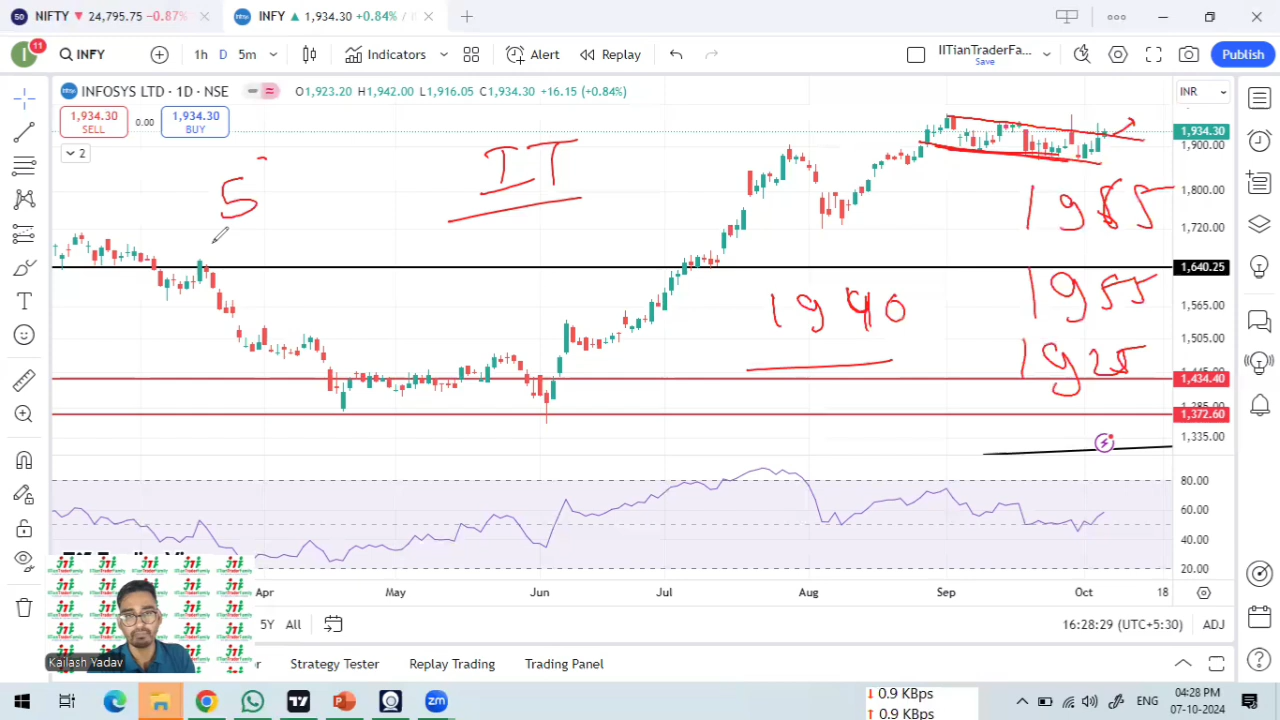 NIFTY ▼ 24,795.75 −0.87%
INFY ▲ 1,934.30 +0.84%
11
INFY
1h D 5m
Indicators
Alert
Replay
IITianTraderFa...
Save
Publish
INFOSYS LTD · 1D · NSE
O1,923.20 H1,942.00 L1,916.05 C1,934.30 +16.15 (+0.84%)
INR
1,934.30
SELL
0.00
1,934.30
BUY
2
1,934.30
1,900.00
1,800.00
1,720.00
1,640.25
1,565.00
1,505.00
1,445.00
1,434.40
1,385.00
1,372.60
1,335.00
IT
5
1940
1955
1925
80.00
60.00
40.00
20.00
Apr May Jun Jul Aug Sep Oct 18
5Y All
16:28:29 (UTC+5:30) ADJ
Strategy Tester Replay Trading Trading Panel
Kailash Yadav
0.9 KBps
0.9 KBps
ENG
04:28 PM
07-10-2024